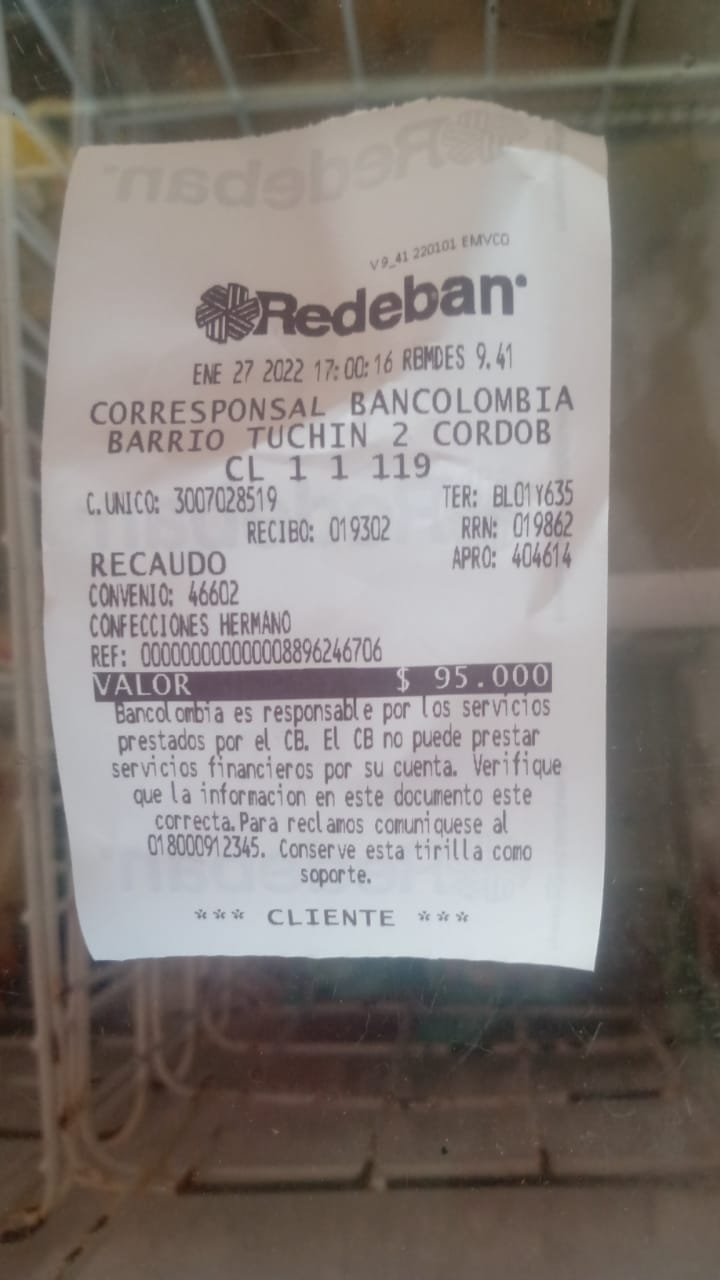 V9_41 220101 EMVCO
Redeban
ENE 27 2022 17:00:16 RBMDES 9.41
CORRESPONSAL BANCOLOMBIA
BARRIO TUCHIN 2 CORDOB
CL 1 1 119
C.UNICO: 3007028519 TER: BL01Y635
RECIBO: 019302 RRN: 019862
RECAUDO APRO: 404614
CONVENIO: 46602
CONFECCIONES HERMANO
REF: 000000000000008896246706
VALOR $ 95.000
Bancolombia es responsable por los servicios
prestados por el CB. El CB no puede prestar
servicios financieros por su cuenta. Verifique
que la informacion en este documento este
correcta.Para reclamos comuniquese al
018000912345. Conserve esta tirilla como
soporte.
*** CLIENTE ***